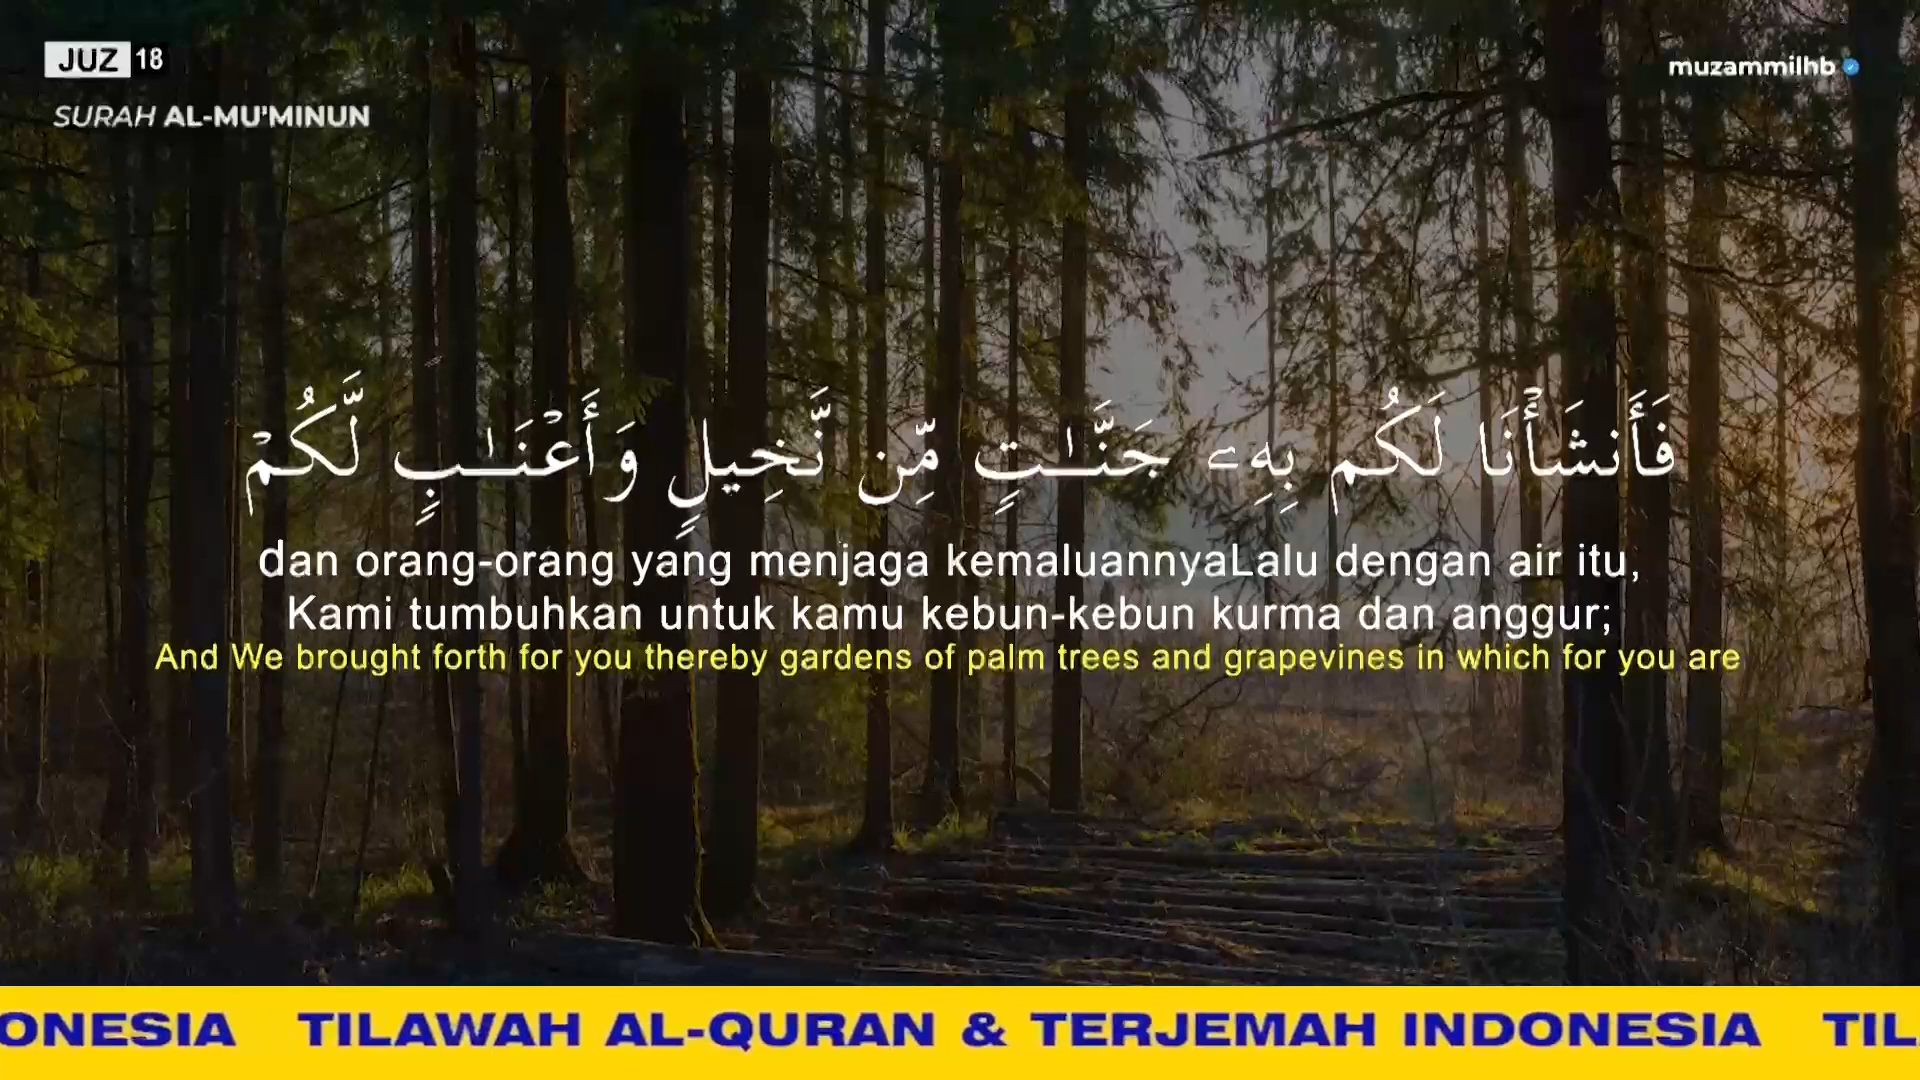 JUZ 18
muzammilhb
SURAH AL-MU'MINUN
فَأَنشَأْنَا لَكُم بِهِۦ جَنَّـٰتٍ مِّن نَّخِيلٍ وَأَعْنَـٰبٍ لَّكُمْ
dan orang-orang yang menjaga kemaluannyaLalu dengan air itu,
Kami tumbuhkan untuk kamu kebun-kebun kurma dan anggur;
And We brought forth for you thereby gardens of palm trees and grapevines in which for you are
ONESIA TILAWAH AL-QURAN & TERJEMAH INDONESIA TIL